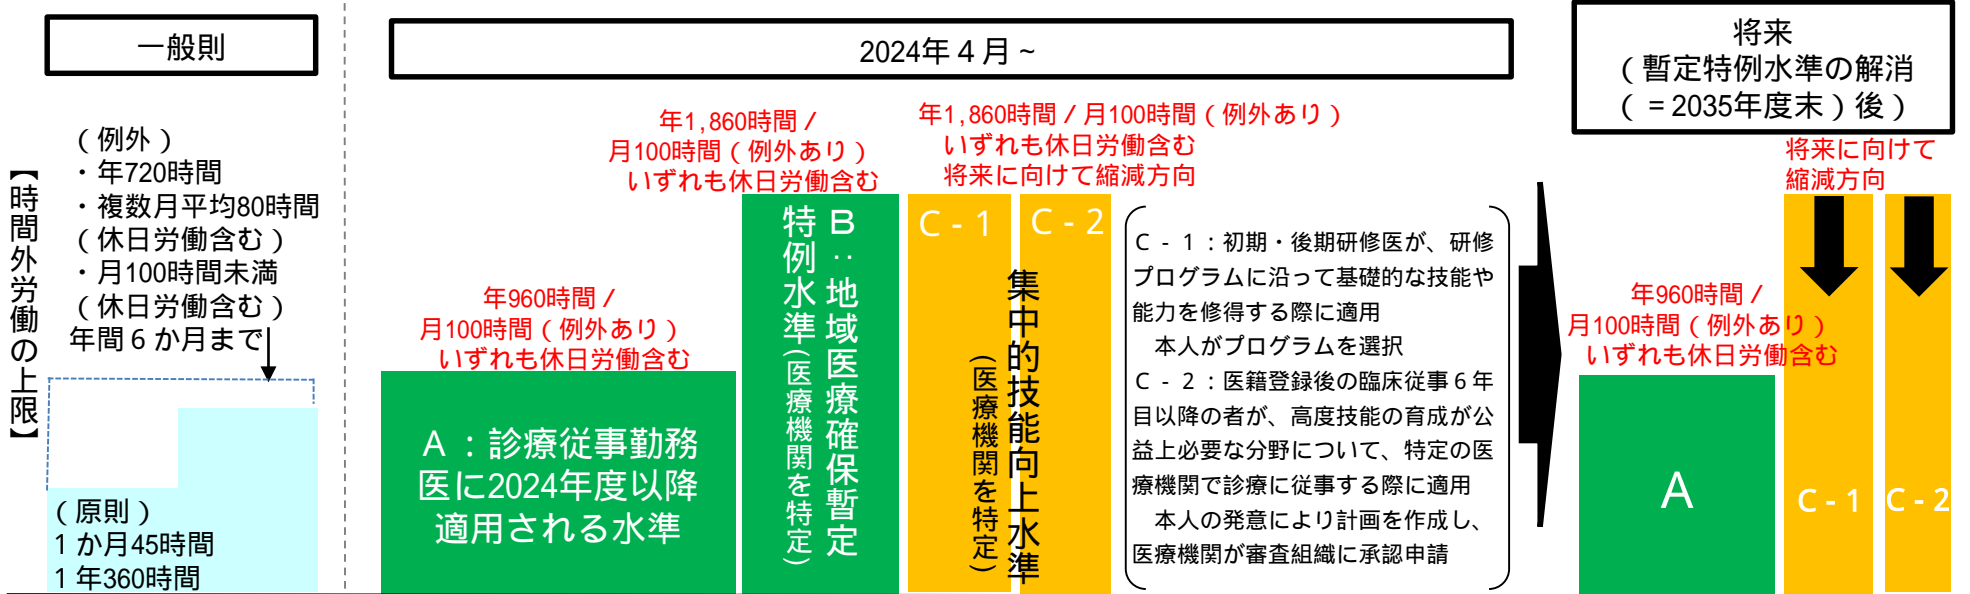 一般則
2024年４月～
将来
（暫定特例水準の解消
（＝2035年度末）後）
【時間外労働の上限】
（例外）
・年720時間
・複数月平均80時間
（休日労働含む）
・月100時間未満
（休日労働含む）
年間６か月まで
（原則）
１か月45時間
１年360時間
年960時間／
月100時間（例外あり）
いずれも休日労働含む
Ａ：診療従事勤務
医に2024年度以降
適用される水準
年1,860時間／
月100時間（例外あり）
いずれも休日労働含む
Ｂ：地域医療確保暫定
特例水準（医療機関を特定）
年1,860時間／月100時間（例外あり）
いずれも休日労働含む
将来に向けて縮減方向
Ｃ-１
Ｃ-２
集中的技能向上水準
（医療機関を特定）
Ｃ-１：初期・後期研修医が、研修
プログラムに沿って基礎的な技能や
能力を修得する際に適用
本人がプログラムを選択
Ｃ-２：医籍登録後の臨床従事６年
目以降の者が、高度技能の育成が公
益上必要な分野について、特定の医
療機関で診療に従事する際に適用
本人の発意により計画を作成し、
医療機関が審査組織に承認申請
将来に向けて
縮減方向
年960時間／
月100時間（例外あり）
いずれも休日労働含む
Ａ
Ｃ-１
Ｃ-２